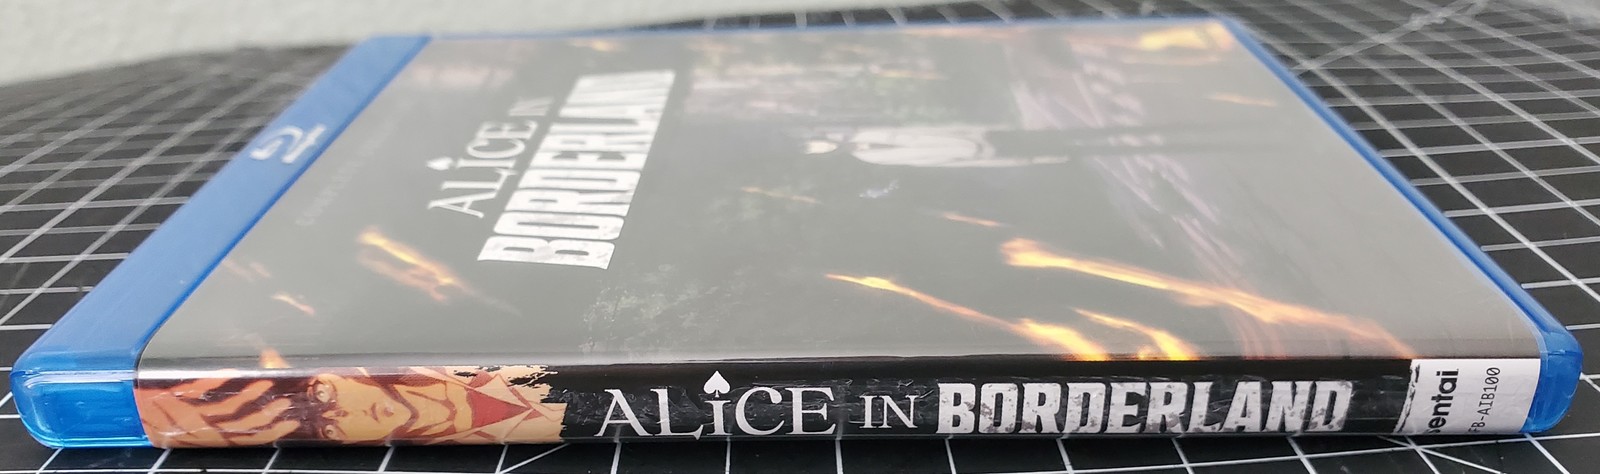 ALiCE IN
BORDERLAND
ALiCE IN BORDERLAND
sentai
FB-AIB100